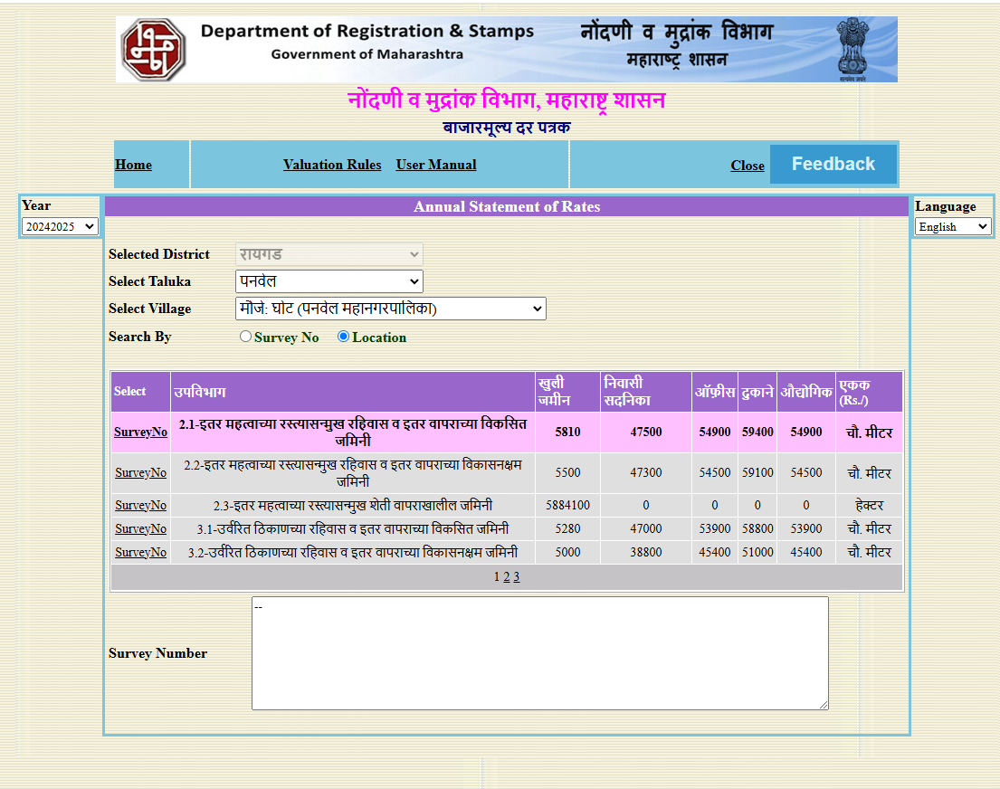 Department of Registration & Stamps
Government of Maharashtra
नोंदणी व मुद्रांक विभाग
महाराष्ट्र शासन
नोंदणी व मुद्रांक विभाग, महाराष्ट्र शासन
बाजारमूल्य दर पत्रक
Home Valuation Rules User Manual Close Feedback
Year
20242025
Annual Statement of Rates
Language
English
Selected District रायगड
Select Taluka पनवेल
Select Village मौजे: घोट (पनवेल महानगरपालिका)
Search By Survey No Location
Select उपविभाग खुली जमीन निवासी सदनिका ऑफ़ीस दुकाने औद्योगिक एकक (Rs./)
SurveyNo 2.1-इतर महत्वाच्या रस्त्यासन्मुख रहिवास व इतर वापराच्या विकसित जमिनी 5810 47500 54900 59400 54900 चौ. मीटर
SurveyNo 2.2-इतर महत्वाच्या रस्त्यासन्मुख रहिवास व इतर वापराच्या विकासनक्षम जमिनी 5500 47300 54500 59100 54500 चौ. मीटर
SurveyNo 2.3-इतर महत्वाच्या रस्त्यासन्मुख शेती वापराखालील जमिनी 5884100 0 0 0 0 हेक्टर
SurveyNo 3.1-उर्वरित ठिकाणच्या रहिवास व इतर वापराच्या विकसित जमिनी 5280 47000 53900 58800 53900 चौ. मीटर
SurveyNo 3.2-उर्वरित ठिकाणच्या रहिवास व इतर वापराच्या विकासनक्षम जमिनी 5000 38800 45400 51000 45400 चौ. मीटर
1 2 3
--
Survey Number